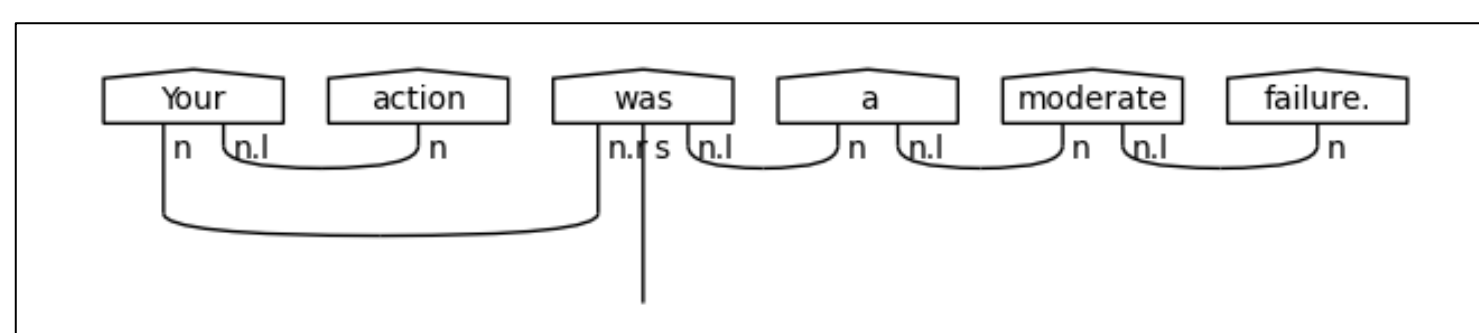 Your action was a moderate failure.
n n.l n n.r s n.l n n.l n n.l n